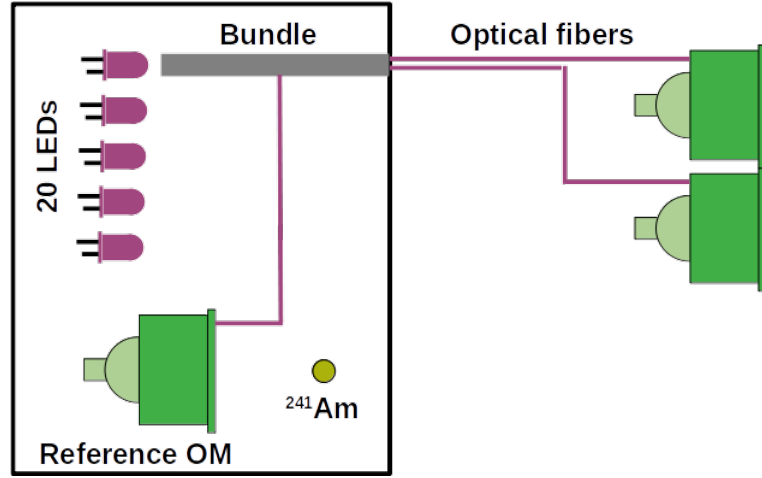 Bundle
Optical fibers
20 LEDs
²⁴¹Am
Reference OM